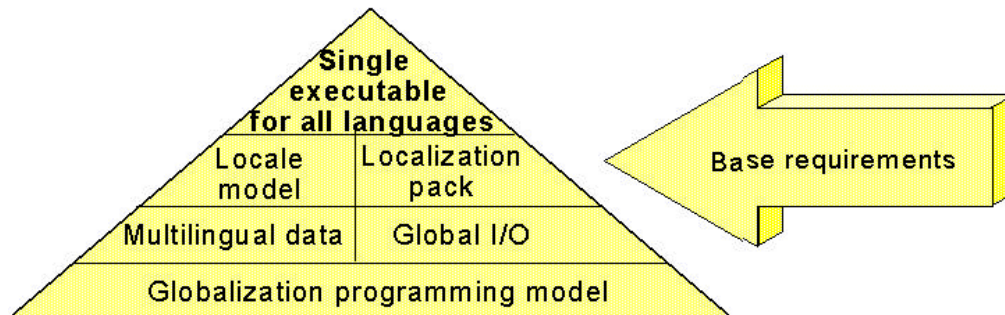 Single
executable
for all languages
Locale
model
Localization
pack
Multilingual data
Global I/O
Globalization programming model
Base requirements